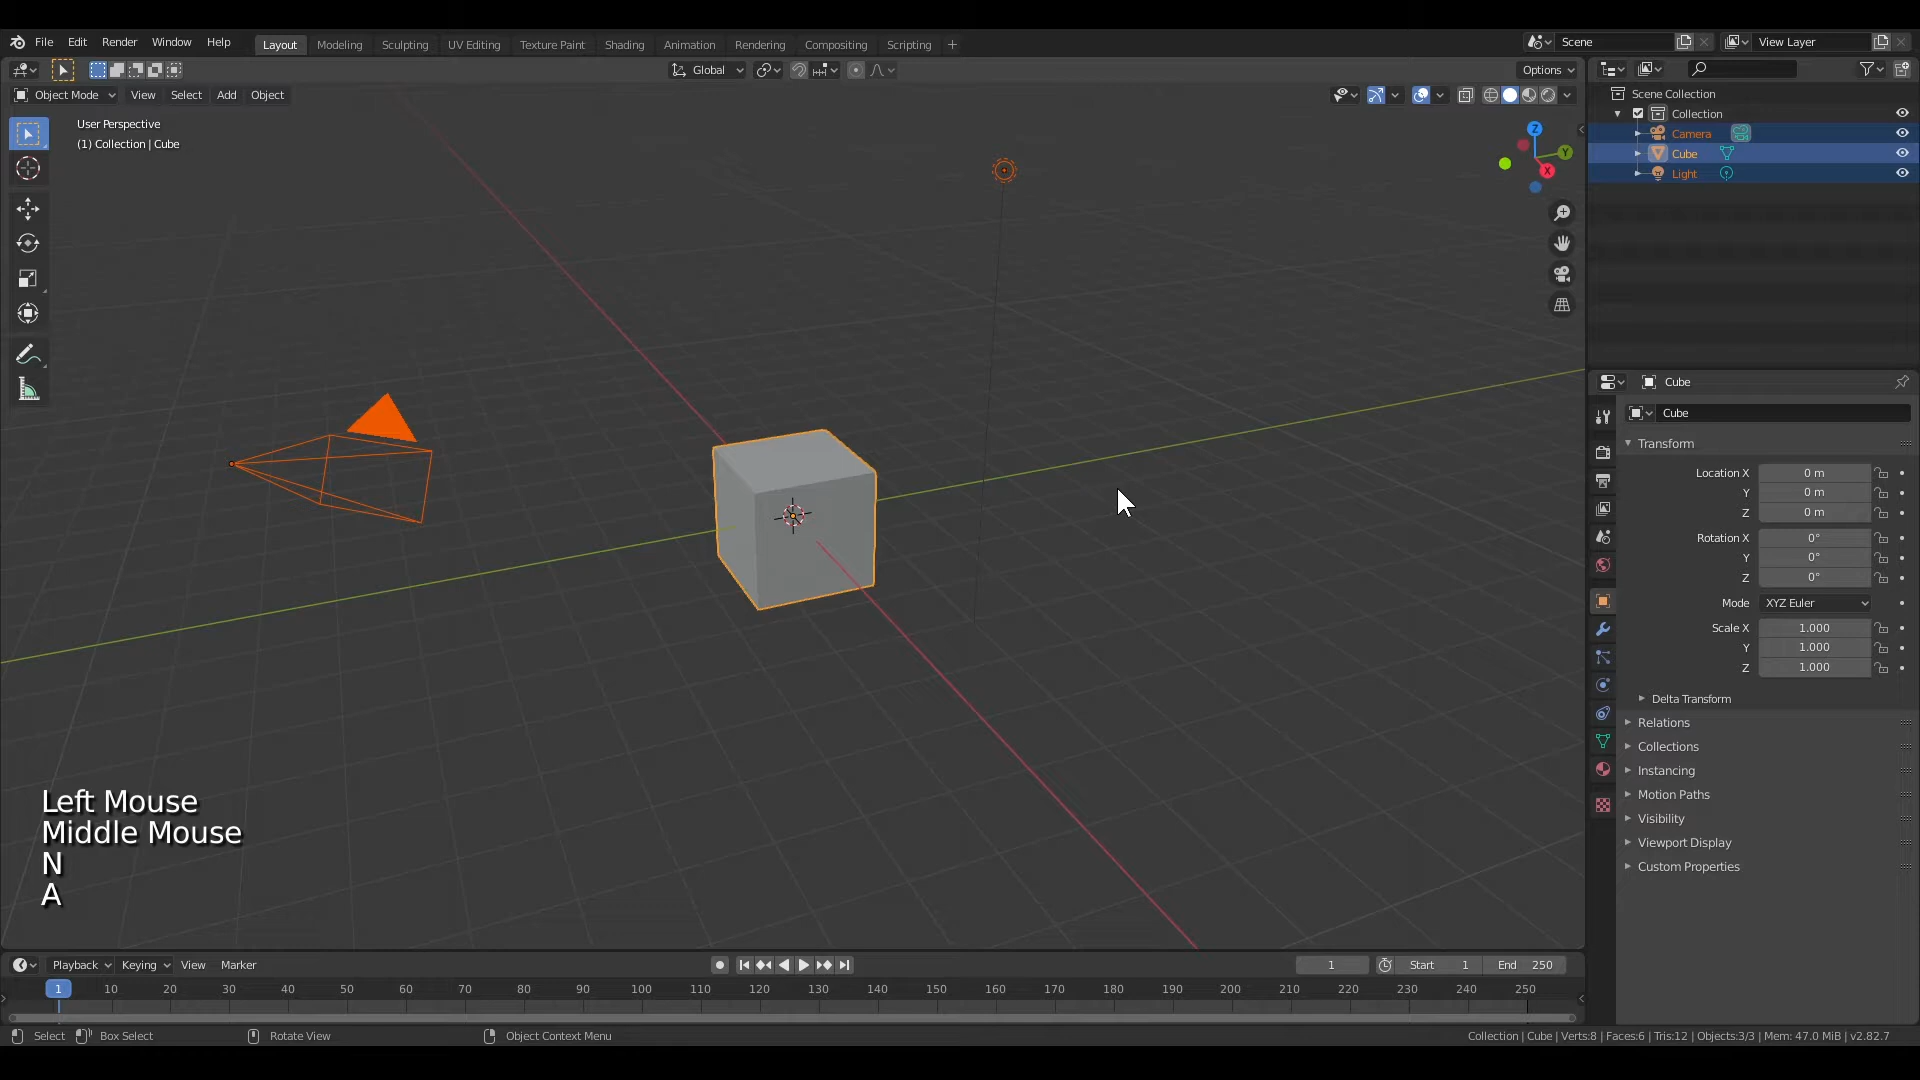 File Edit Render Window Help Layout Modeling Sculpting UV Editing Texture Paint Shading Animation Rendering Compositing Scripting + Scene View Layer
Global Options
Object Mode View Select Add Object
User Perspective
(1) Collection | Cube
Z
Y
X
Scene Collection
Collection
Camera
Cube
Light
Cube
Cube
Transform
Location X 0 m
Y 0 m
Z 0 m
Rotation X 0°
Y 0°
Z 0°
Mode XYZ Euler
Scale X 1.000
Y 1.000
Z 1.000
Delta Transform
Relations
Collections
Instancing
Motion Paths
Visibility
Viewport Display
Custom Properties
Left Mouse
Middle Mouse
N
A
Playback Keying View Marker 1 Start 1 End 250
1 10 20 30 40 50 60 70 80 90 100 110 120 130 140 150 160 170 180 190 200 210 220 230 240 250
Select Box Select Rotate View Object Context Menu Collection | Cube | Verts:8 | Faces:6 | Tris:12 | Objects:3/3 | Mem: 47.0 MiB | v2.82.7